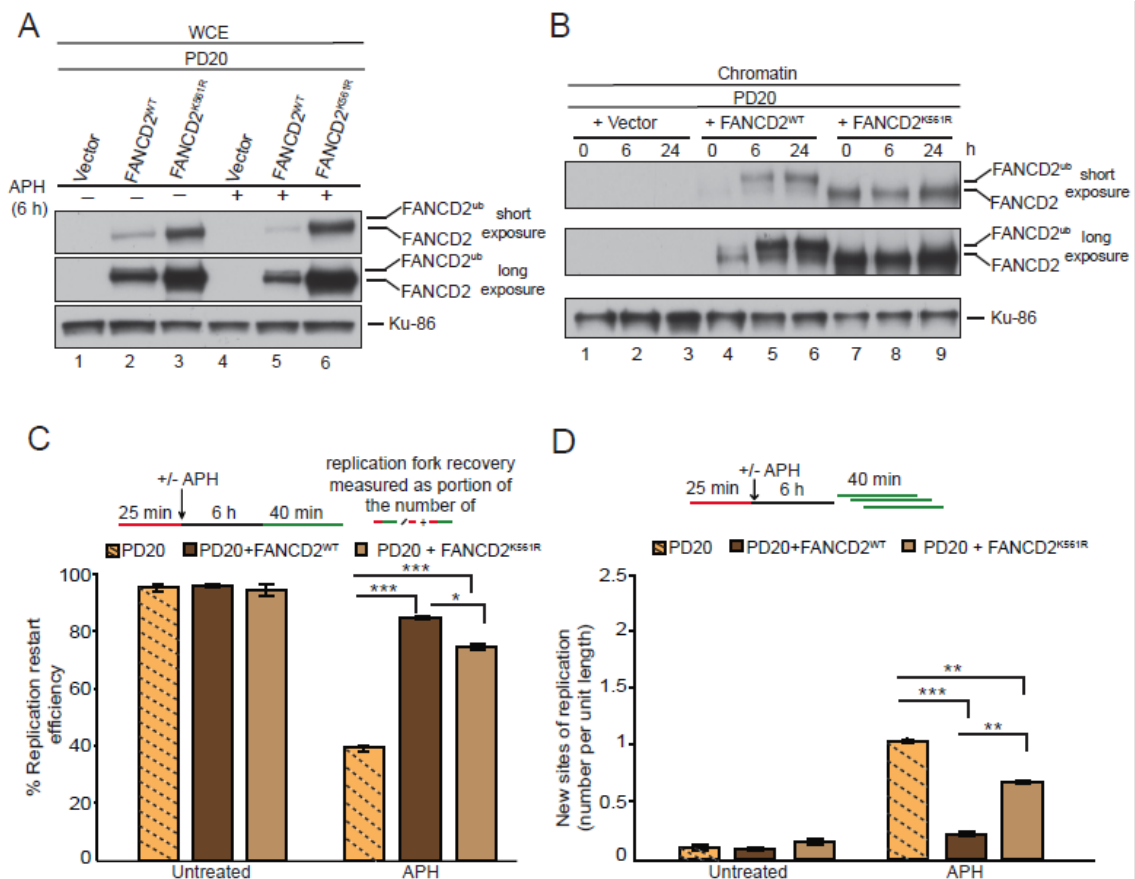 A
WCE
PD20
Vector
FANCD2WT
FANCD2K561R
Vector
FANCD2WT
FANCD2K561R
APH
(6 h)
– – – + + +
FANCD2ub
FANCD2
short
exposure
FANCD2ub
FANCD2
long
exposure
Ku-86
1 2 3 4 5 6
B
Chromatin
PD20
+ Vector + FANCD2WT + FANCD2K561R
0 6 24 0 6 24 0 6 24 h
FANCD2ub
FANCD2
short
exposure
FANCD2ub
FANCD2
long
exposure
Ku-86
1 2 3 4 5 6 7 8 9
C
+/- APH
25 min 6 h 40 min
replication fork recovery
measured as portion of
the number of
/ +
PD20 PD20+FANCD2WT PD20 + FANCD2K561R
% Replication restart
efficiency
100
80
60
40
20
0
***
***
*
Untreated APH
D
+/- APH
25 min 6 h 40 min
PD20 PD20+FANCD2WT PD20 + FANCD2K561R
New sites of replication
(number per unit length)
2.5
2
1.5
1
0.5
0
**
***
**
Untreated APH